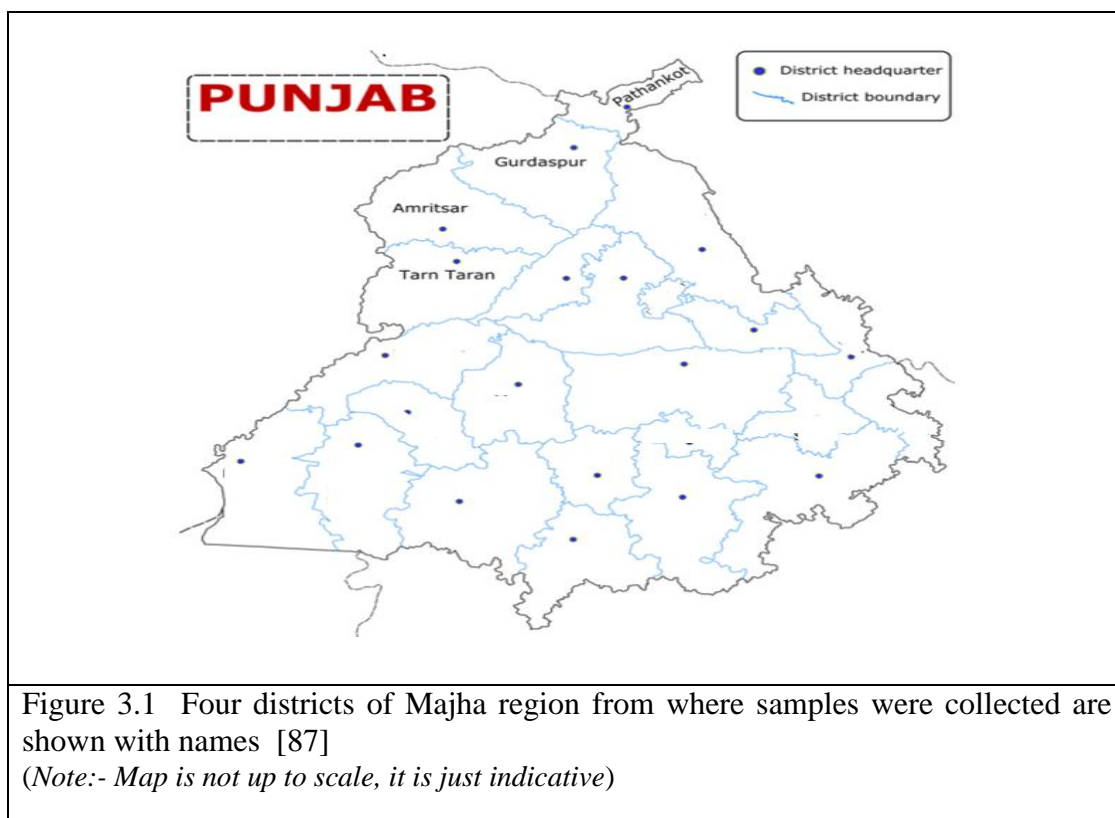 PUNJAB
District headquarter
District boundary
Pathankot
Gurdaspur
Amritsar
Tarn Taran
Figure 3.1 Four districts of Majha region from where samples were collected are
shown with names [87]
(Note:- Map is not up to scale, it is just indicative)